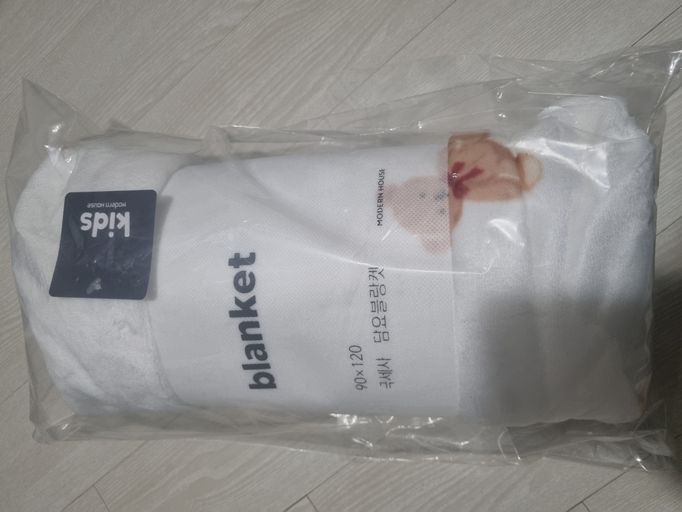 kids
MODERN HOUSE
blanket
90×120
극세사 담요블랑켓
MODERN HOUSE